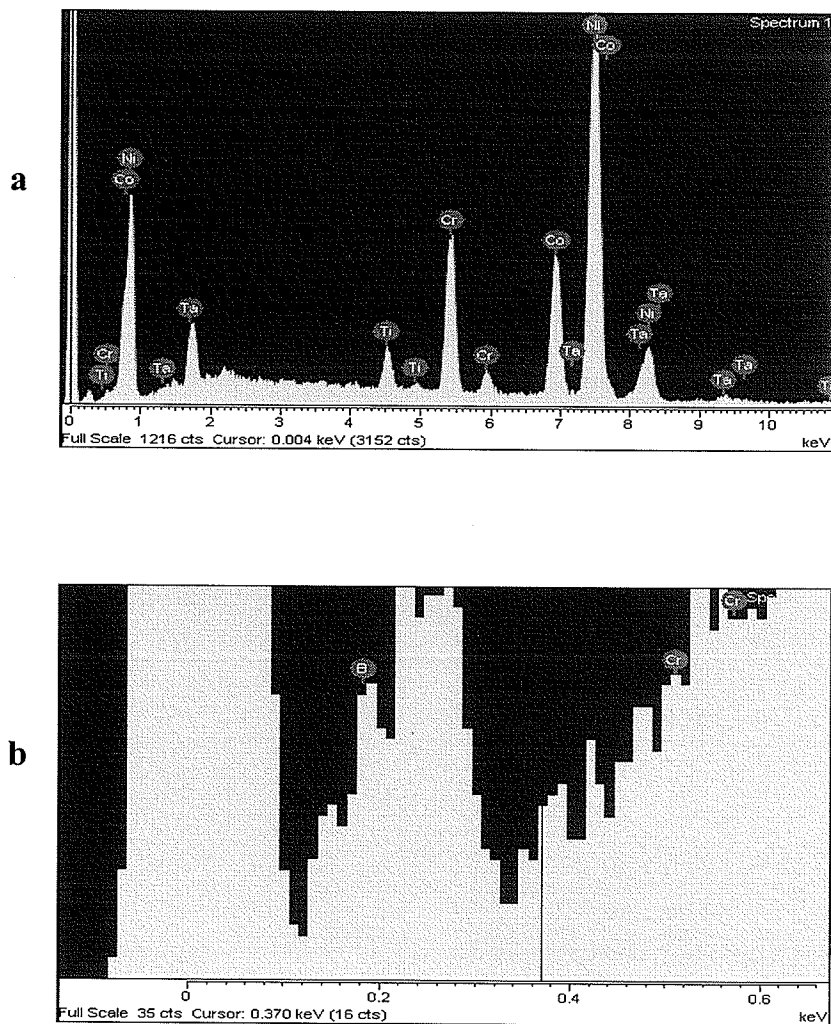 a
Spectrum 1
Ni
Co
Ni
Co
Cr
Ti
Ta
Ta
Ti
Ti
Cr
Cr
Co
Ta
Ni
Co
Ta
Ni
Ta
Ta
Ta
0 1 2 3 4 5 6 7 8 9 10
Full Scale 1216 cts Cursor: 0.004 keV (3152 cts) keV
b
B
Cr
Cr
Spe
0 0.2 0.4 0.6
Full Scale 35 cts Cursor: 0.370 keV (16 cts) keV